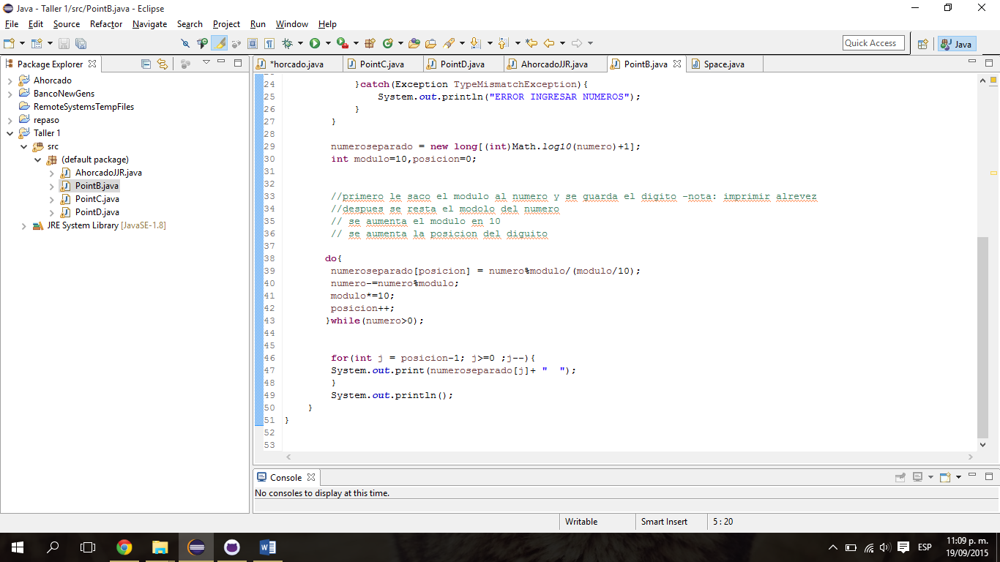 Java - Taller 1/src/PointB.java - Eclipse
File Edit Source Refactor Navigate Search Project Run Window Help
Quick Access
Java
Package Explorer
Ahorcado
BancoNewGens
RemoteSystemsTempFiles
repaso
Taller 1
src
(default package)
AhorcadoJJR.java
PointB.java
PointC.java
PointD.java
JRE System Library [JavaSE-1.8]
*horcado.java PointC.java PointD.java AhorcadoJJR.java PointB.java Space.java
24 }catch(Exception TypeMismatchException){
25 System.out.println("ERROR INGRESAR NUMEROS");
26 }
27 }
28
29 numeroseparado = new long[(int)Math.log10(numero)+1];
30 int modulo=10,posicion=0;
31
32
33 //primero le saco el modulo al numero y se guarda el digito -nota: imprimir alrevez
34 //despues se resta el modolo del numero
35 // se aumenta el modulo en 10
36 // se aumenta la posicion del diguito
37
38 do{
39 numeroseparado[posicion] = numero%modulo/(modulo/10);
40 numero-=numero%modulo;
41 modulo*=10;
42 posicion++;
43 }while(numero>0);
44
45
46 for(int j = posicion-1; j>=0 ;j--){
47 System.out.print(numeroseparado[j]+ "  ");
48 }
49 System.out.println();
50 }
51 }
52
53
Console
No consoles to display at this time.
Writable Smart Insert 5 : 20
ESP
11:09 p. m.
19/09/2015